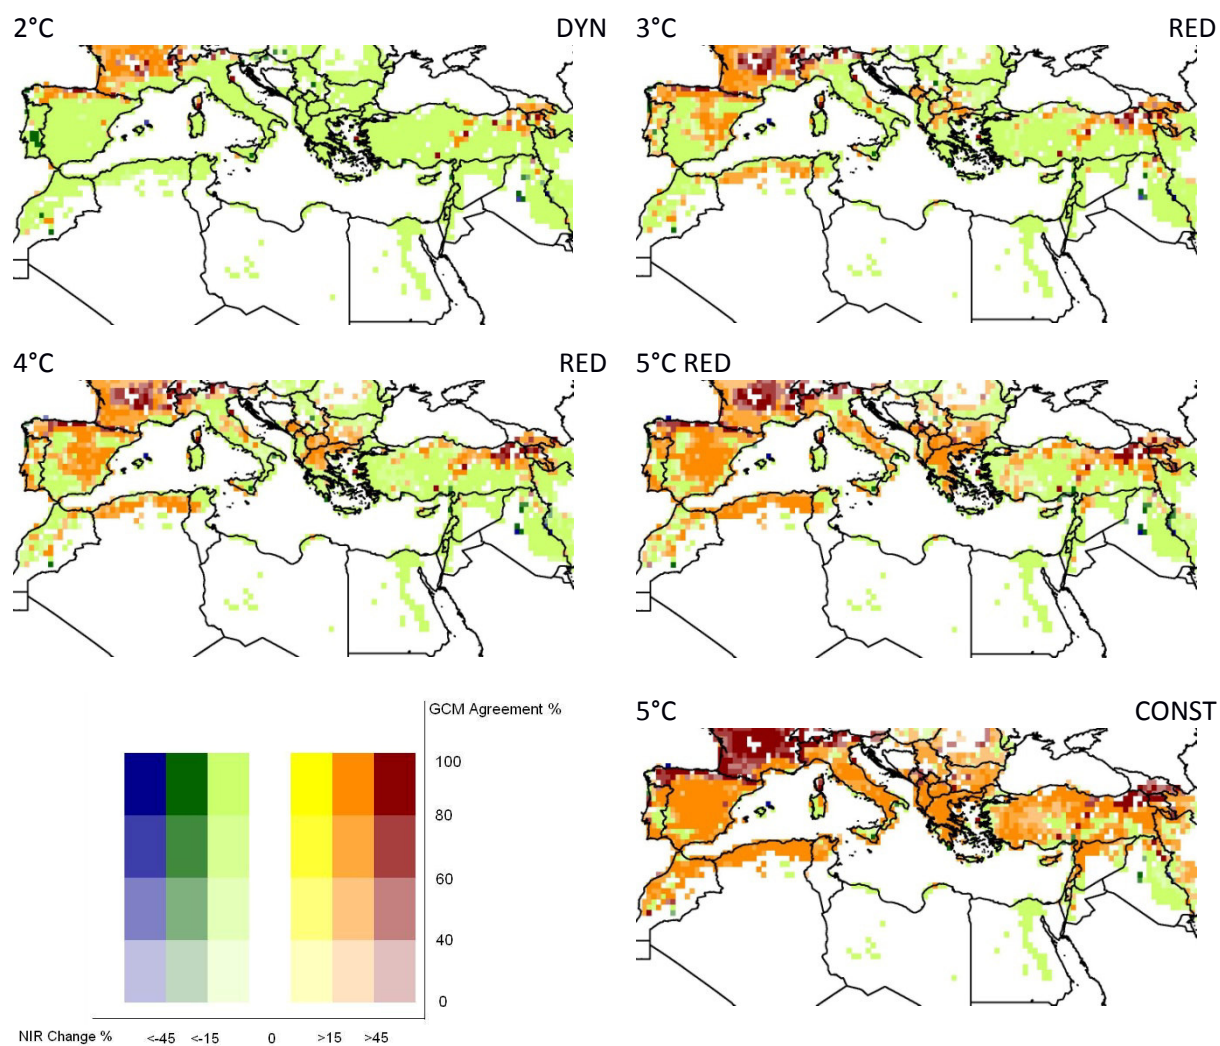 2°C DYN 3°C RED
4°C RED 5°C RED
GCM Agreement % 5°C CONST
100
80
60
40
0
NIR Change % <-45 <-15 0 >15 >45